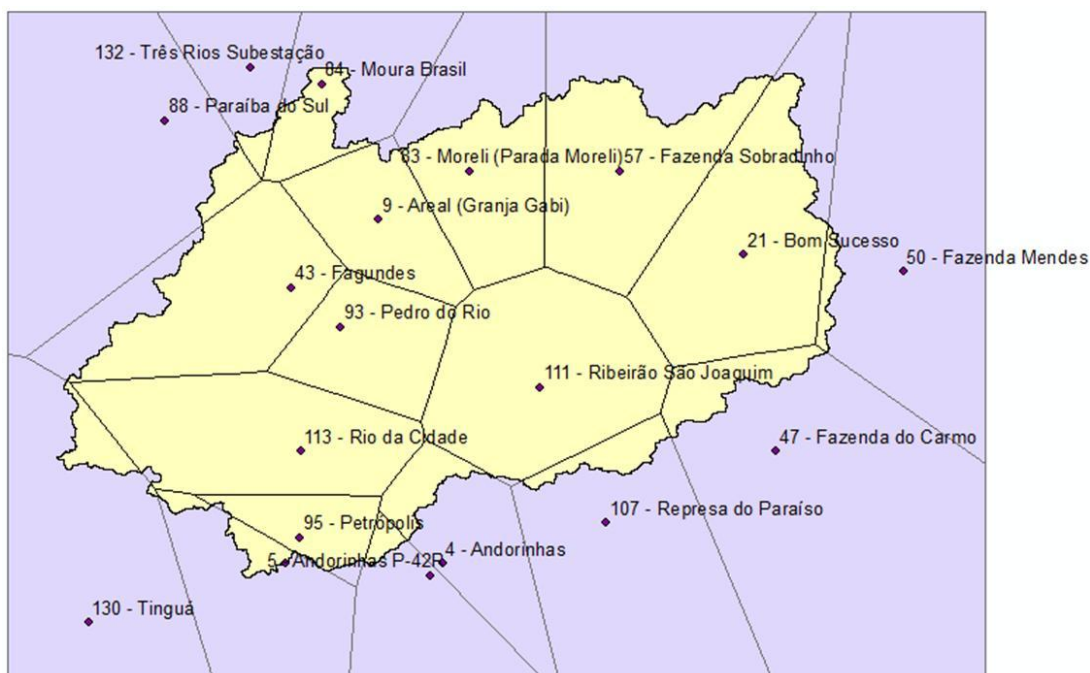 132 - Três Rios Subestação
84 - Moura Brasil
88 - Paraíba do Sul
83 - Moreli (Parada Moreli)
57 - Fazenda Sobradinho
9 - Areal (Granja Gabi)
21 - Bom Sucesso
50 - Fazenda Mendes
43 - Fagundes
93 - Pedro do Rio
111 - Ribeirão São Joaquim
113 - Rio da Cidade
47 - Fazenda do Carmo
107 - Represa do Paraíso
95 - Petrópolis
4 - Andorinhas
5 - Andorinhas P-42R
130 - Tinguá